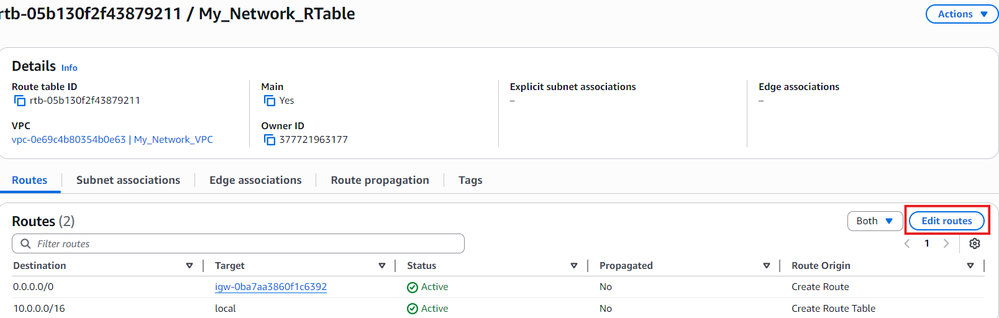 rtb-05b130f2f43879211 / My_Network_RTable
Actions
Details Info
Route table ID
rtb-05b130f2f43879211
Main
Yes
Explicit subnet associations
–
Edge associations
–
VPC
vpc-0e69c4b80354b0e63 | My_Network_VPC
Owner ID
377721963177
Routes
Subnet associations
Edge associations
Route propagation
Tags
Routes (2)
Both
Edit routes
Filter routes
1
Destination Target Status Propagated Route Origin
0.0.0.0/0 igw-0ba7aa3860f1c6392 Active No Create Route
10.0.0.0/16 local Active No Create Route Table